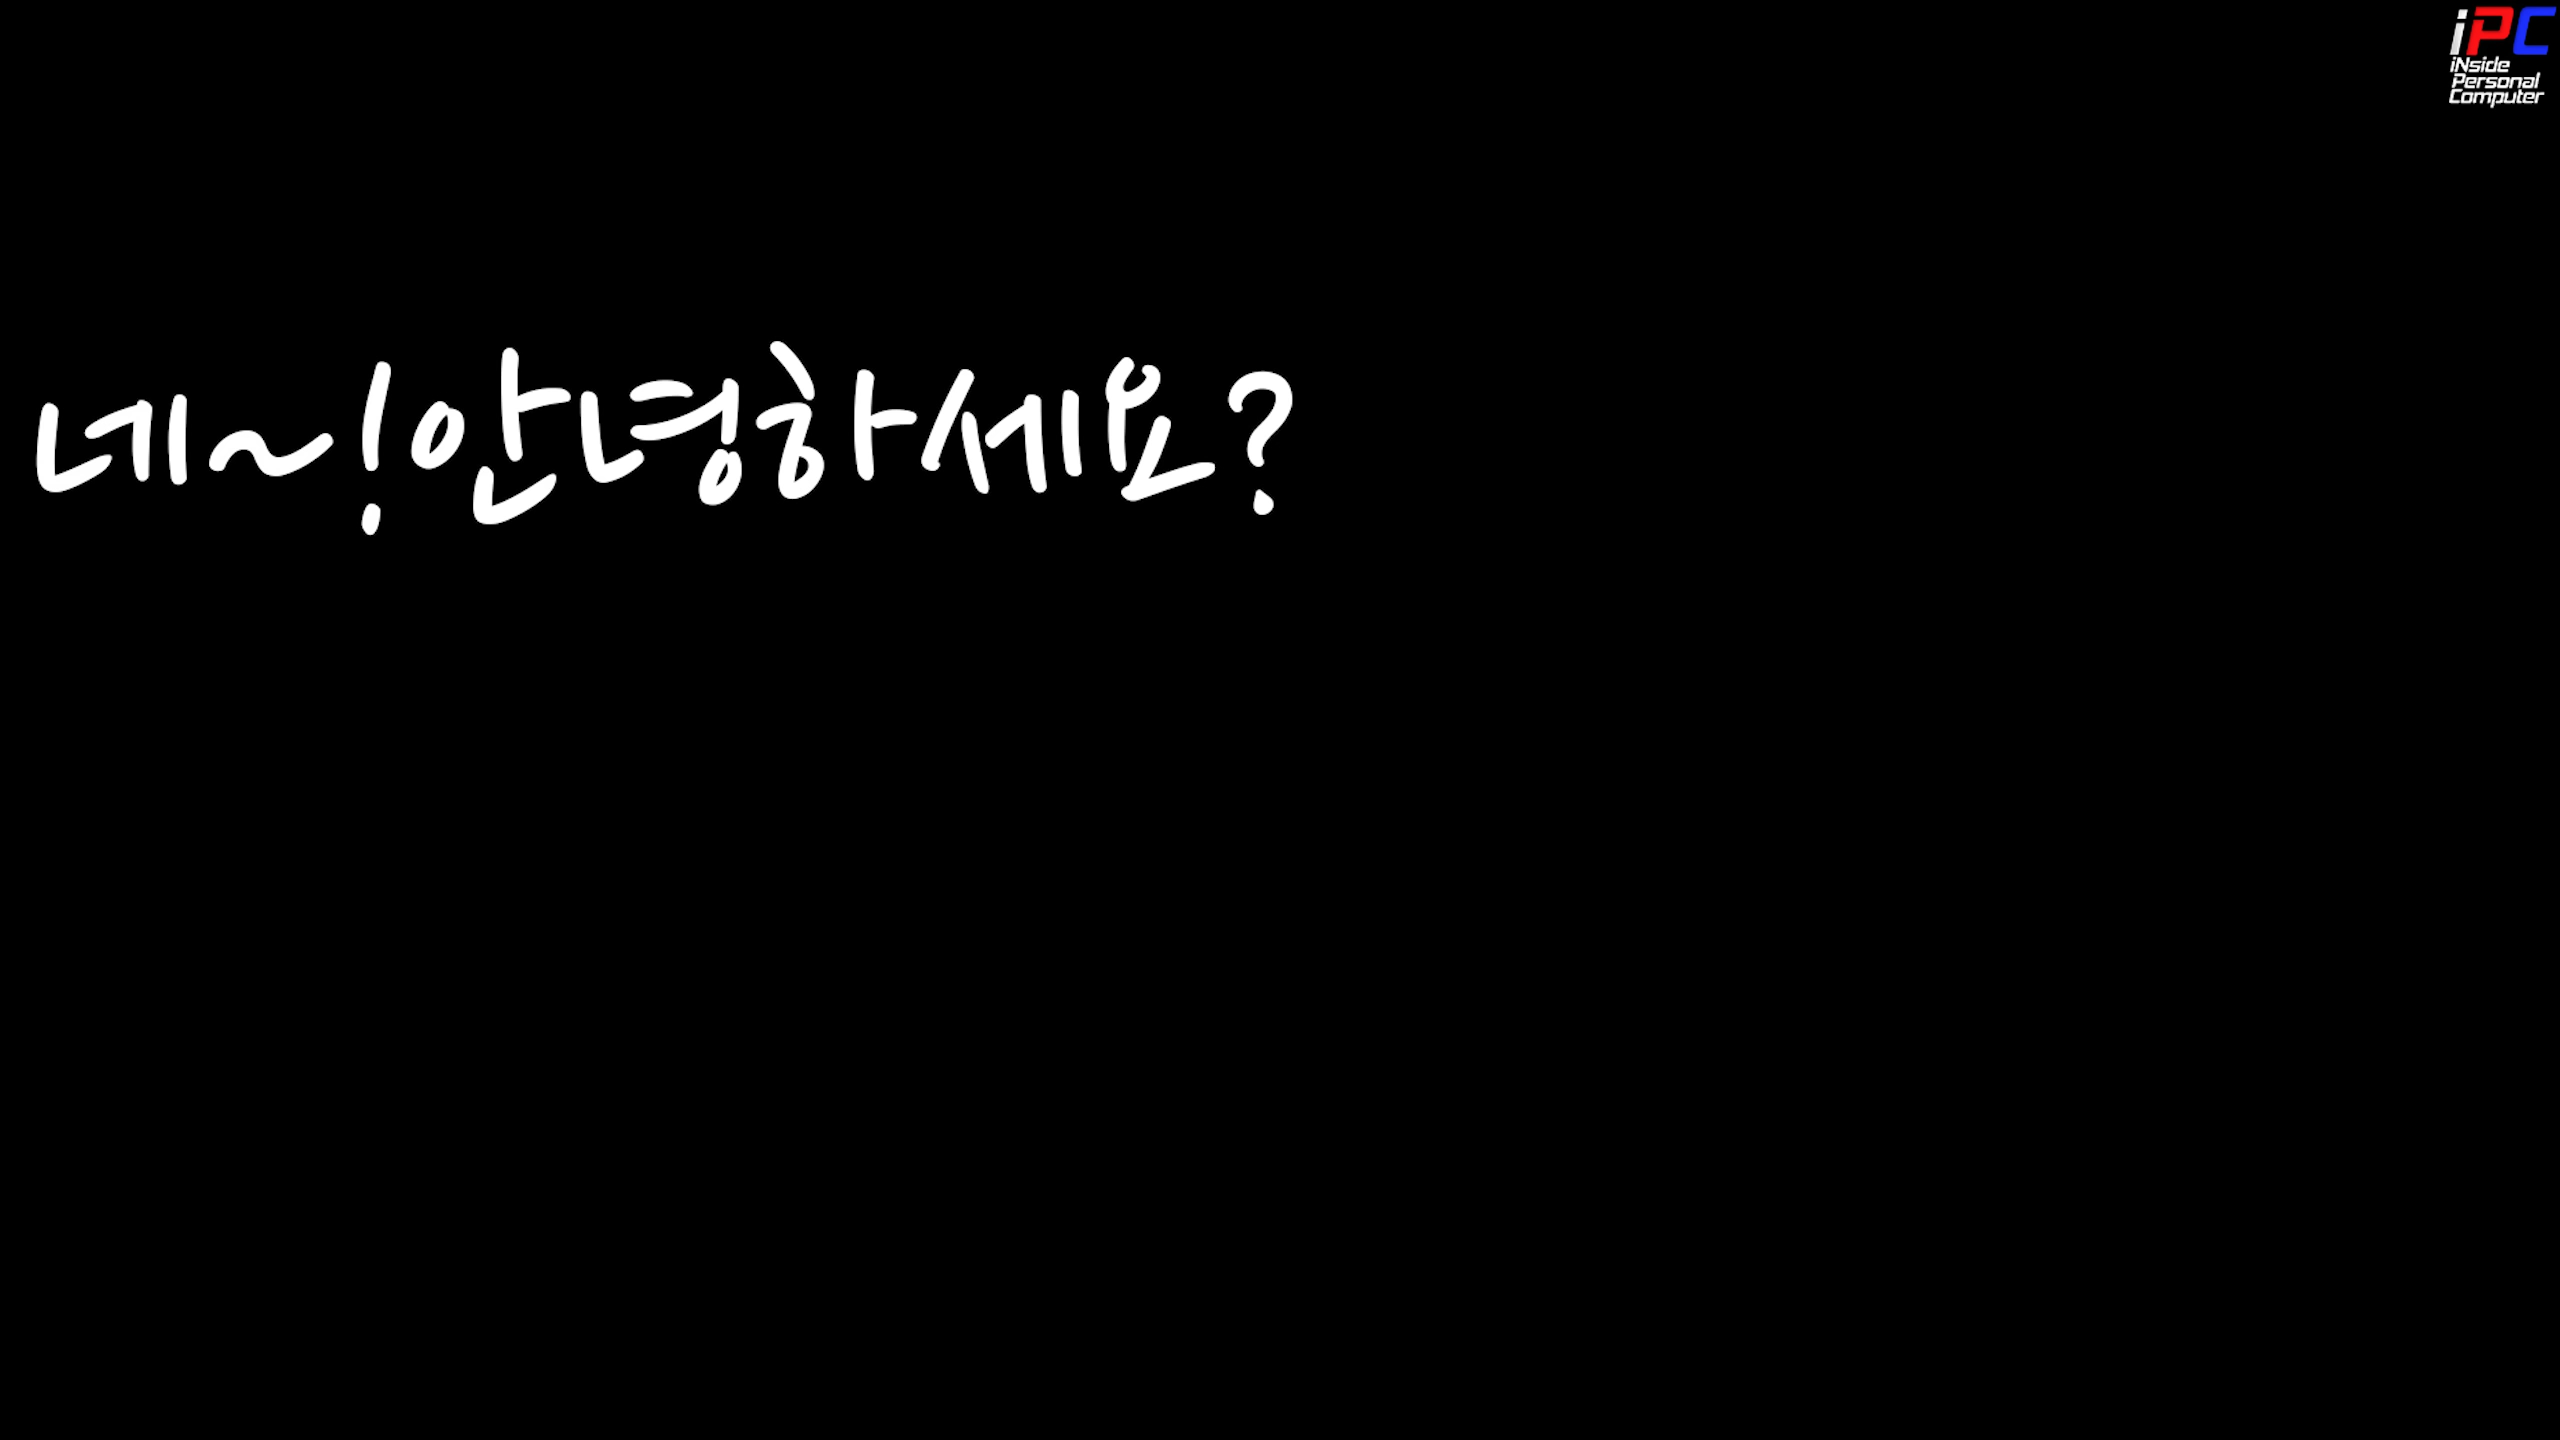 iPC
iNside
Personal
Computer
네~!안녕하세요?